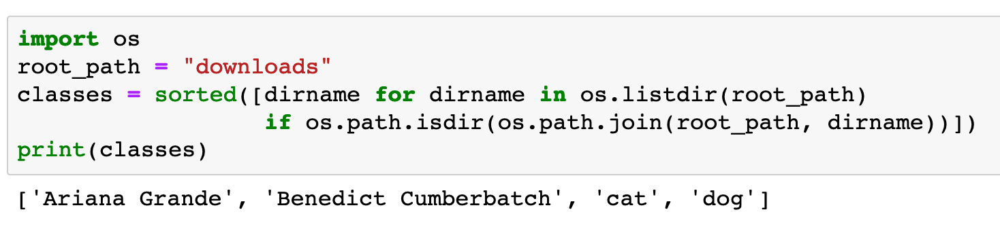 import os
root_path = "downloads"
classes = sorted([dirname for dirname in os.listdir(root_path)
if os.path.isdir(os.path.join(root_path, dirname))])
print(classes)
['Ariana Grande', 'Benedict Cumberbatch', 'cat', 'dog']